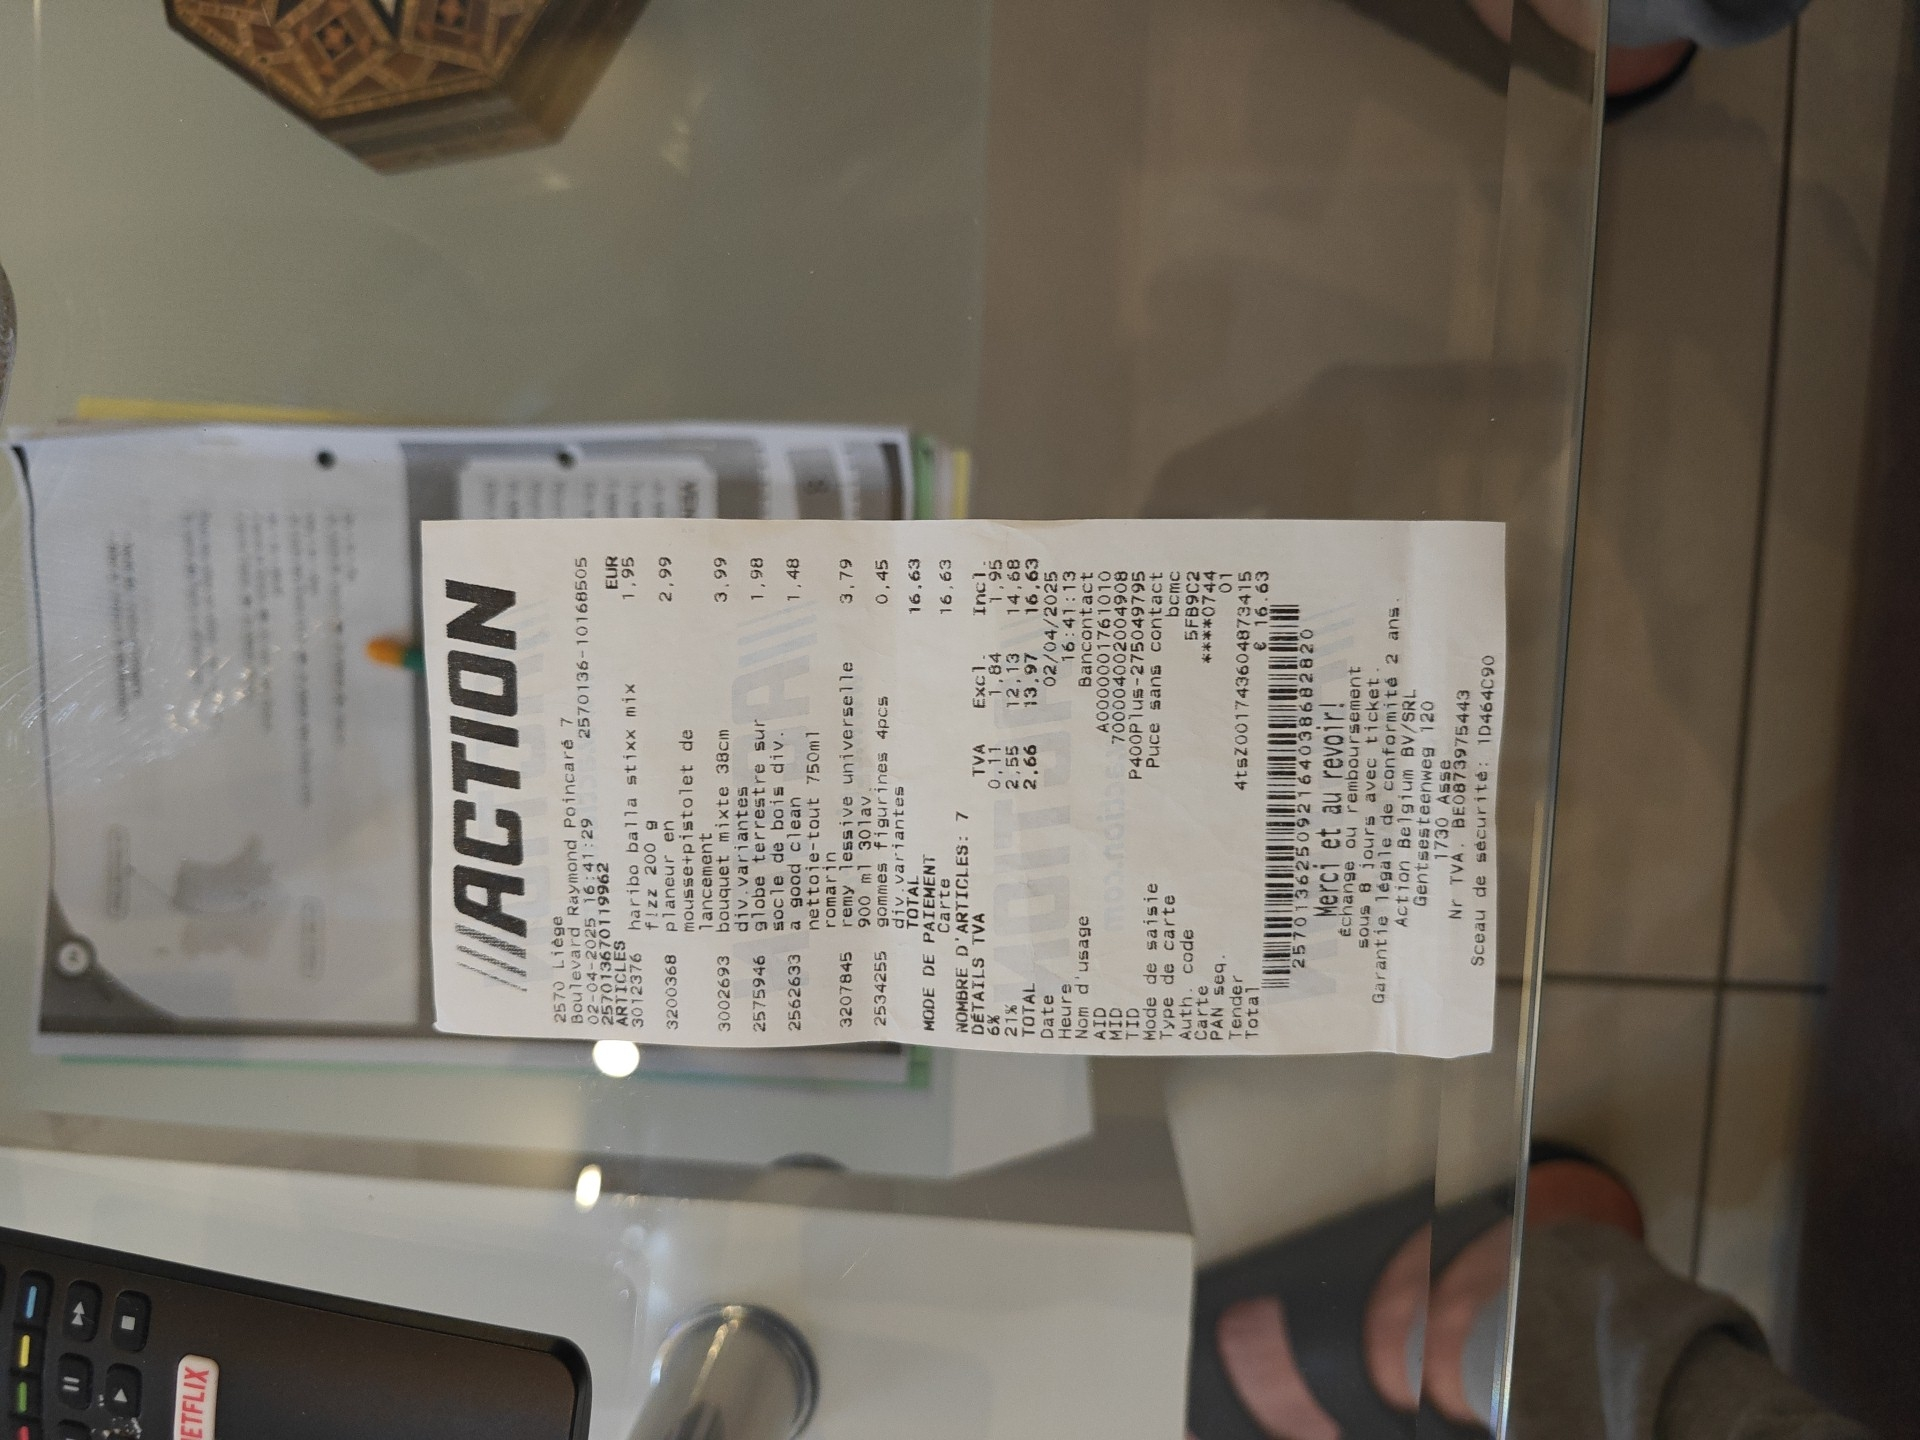 ACTION
2570 Liège
Boulevard Raymond Poincaré 7
02-04-2025 16:41:29 2570136-10168505
257013670119962
ARTICLES EUR
3012376 haribo balla stixx mix 1,95
fizz 200 g
3200368 planeur en 2,99
mousse+pistolet de
lancement
3002693 bouquet mixte 38cm 3,99
div.variantes
2575946 globe terrestre sur 1,98
socle de bois div.
2562633 a good clean 1,48
nettoie-tout 750ml
romarin
3207845 remy lessive universelle 3,79
900 ml 30lav.
2534255 gommes figurines 4pcs 0,45
div.variantes
TOTAL 16,63
MODE DE PAIEMENT
Carte 16,63
NOMBRE D'ARTICLES: 7
DÉTAILS TVA TVA Excl. Incl.
6% 0,11 1,84 1,95
21% 2,55 12,13 14,68
TOTAL 2,66 13,97 16,63
Date 02/04/2025
Heure 16:41:13
Nom d'usage Bancontact
AID A0000001761010
MID 700004002004908
TID P400Plus-275049795
Mode de saisie Puce sans contact
Type de carte bcmc
Auth. code 5FB9C2
Carte ****0744
PAN seq. 01
Tender 4tsZ001743604873415
Total € 16.63
257013625092164038682820
Merci et au revoir!
échange ou remboursement
sous 8 jours avec ticket.
Garantie légale de conformité 2 ans.
Action Belgium BV/SRL
Gentsesteenweg 120
1730 Asse
Nr TVA. BE0873975443
Sceau de sécurité: 1D464C90
NETFLIX